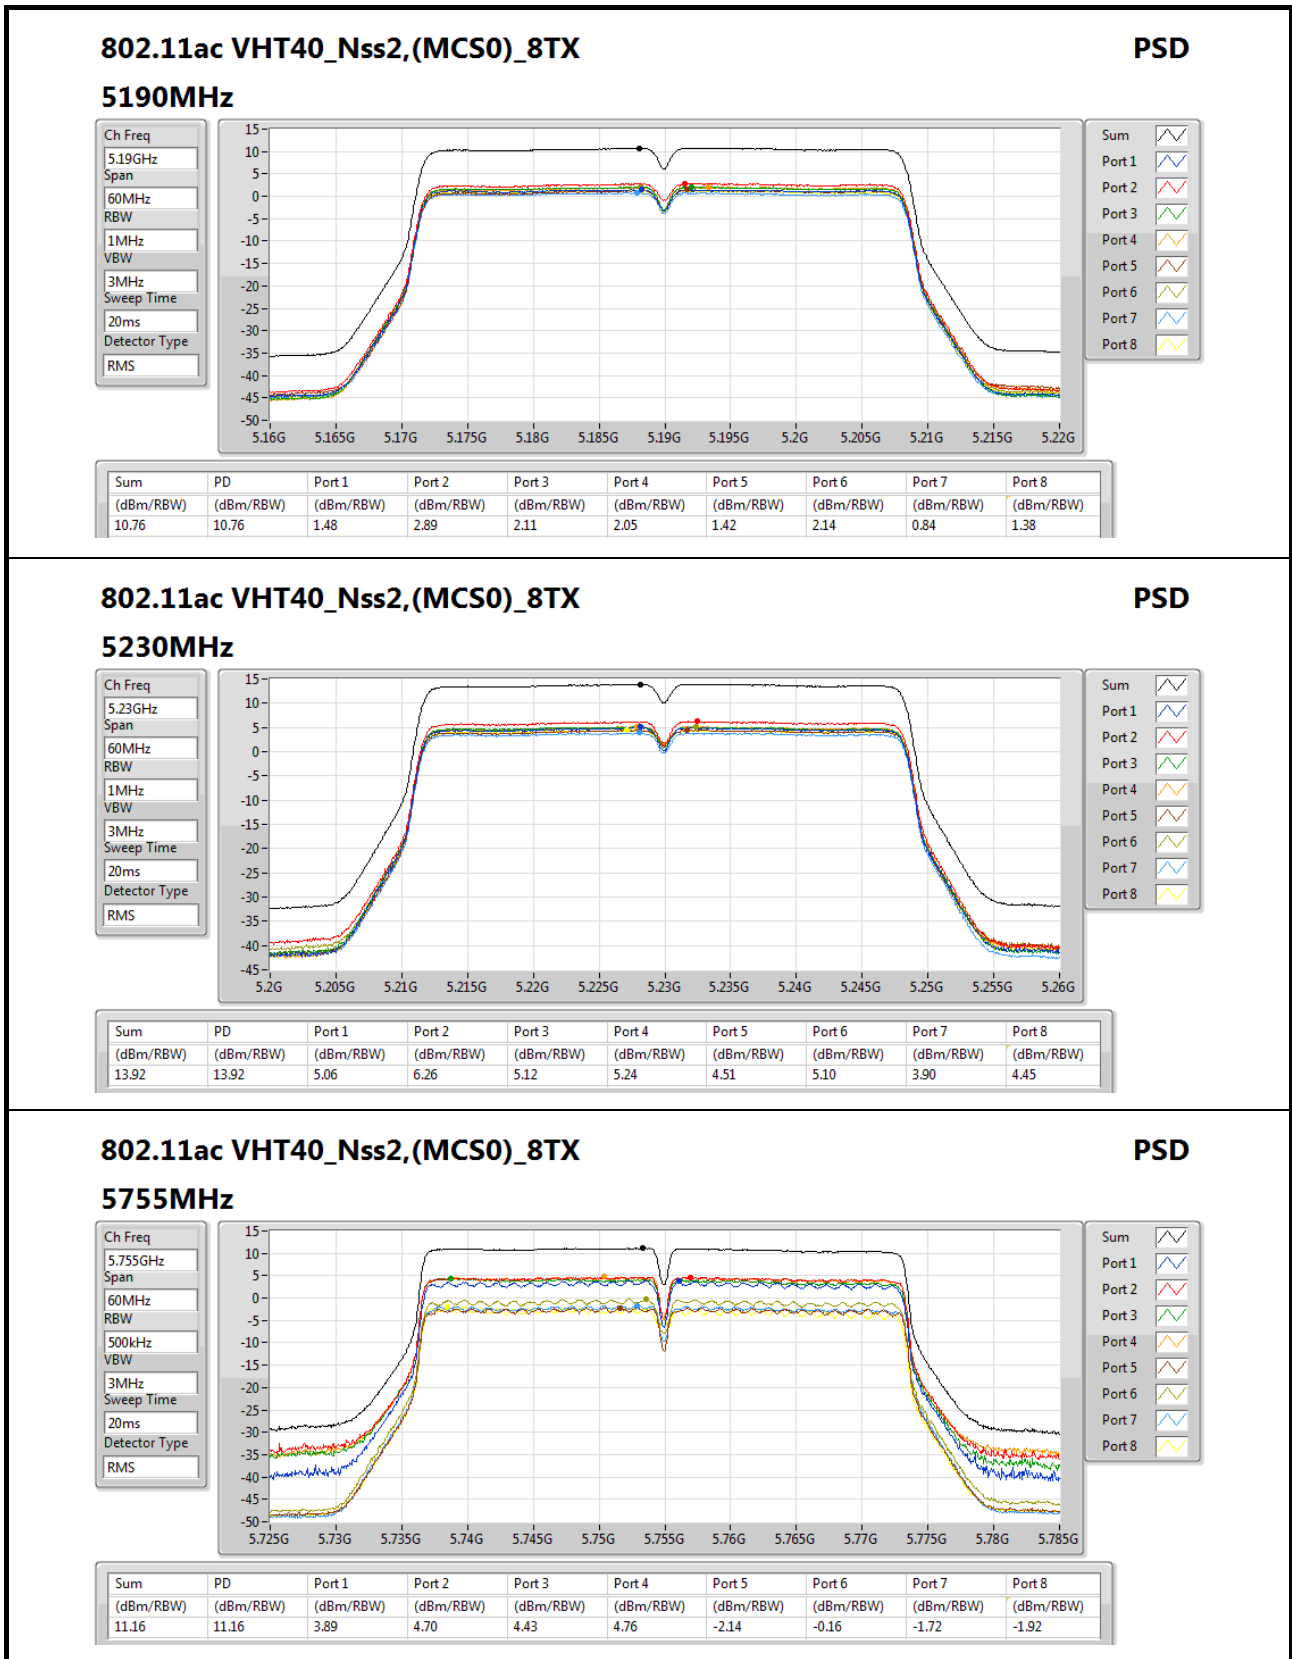 802.11ac VHT40_Nss2,(MCS0)_8TX PSD
5190MHz
Ch Freq
5.19GHz
Span
60MHz
RBW
1MHz
VBW
3MHz
Sweep Time
20ms
Detector Type
RMS
15
10
5
0
-5
-10
-15
-20
-25
-30
-35
-40
-45
-50
5.16G 5.165G 5.17G 5.175G 5.18G 5.185G 5.19G 5.195G 5.2G 5.205G 5.21G 5.215G 5.22G
Sum
Port 1
Port 2
Port 3
Port 4
Port 5
Port 6
Port 7
Port 8
Sum PD Port 1 Port 2 Port 3 Port 4 Port 5 Port 6 Port 7 Port 8
(dBm/RBW) (dBm/RBW) (dBm/RBW) (dBm/RBW) (dBm/RBW) (dBm/RBW) (dBm/RBW) (dBm/RBW) (dBm/RBW) (dBm/RBW)
10.76 10.76 1.48 2.89 2.11 2.05 1.42 2.14 0.84 1.38
802.11ac VHT40_Nss2,(MCS0)_8TX PSD
5230MHz
Ch Freq
5.23GHz
Span
60MHz
RBW
1MHz
VBW
3MHz
Sweep Time
20ms
Detector Type
RMS
15
10
5
0
-5
-10
-15
-20
-25
-30
-35
-40
-45
5.2G 5.205G 5.21G 5.215G 5.22G 5.225G 5.23G 5.235G 5.24G 5.245G 5.25G 5.255G 5.26G
Sum
Port 1
Port 2
Port 3
Port 4
Port 5
Port 6
Port 7
Port 8
Sum PD Port 1 Port 2 Port 3 Port 4 Port 5 Port 6 Port 7 Port 8
(dBm/RBW) (dBm/RBW) (dBm/RBW) (dBm/RBW) (dBm/RBW) (dBm/RBW) (dBm/RBW) (dBm/RBW) (dBm/RBW) (dBm/RBW)
13.92 13.92 5.06 6.26 5.12 5.24 4.51 5.10 3.90 4.45
802.11ac VHT40_Nss2,(MCS0)_8TX PSD
5755MHz
Ch Freq
5.755GHz
Span
60MHz
RBW
500kHz
VBW
3MHz
Sweep Time
20ms
Detector Type
RMS
15
10
5
0
-5
-10
-15
-20
-25
-30
-35
-40
-45
-50
5.725G 5.73G 5.735G 5.74G 5.745G 5.75G 5.755G 5.76G 5.765G 5.77G 5.775G 5.78G 5.785G
Sum
Port 1
Port 2
Port 3
Port 4
Port 5
Port 6
Port 7
Port 8
Sum PD Port 1 Port 2 Port 3 Port 4 Port 5 Port 6 Port 7 Port 8
(dBm/RBW) (dBm/RBW) (dBm/RBW) (dBm/RBW) (dBm/RBW) (dBm/RBW) (dBm/RBW) (dBm/RBW) (dBm/RBW) (dBm/RBW)
11.16 11.16 3.89 4.70 4.43 4.76 -2.14 -0.16 -1.72 -1.92